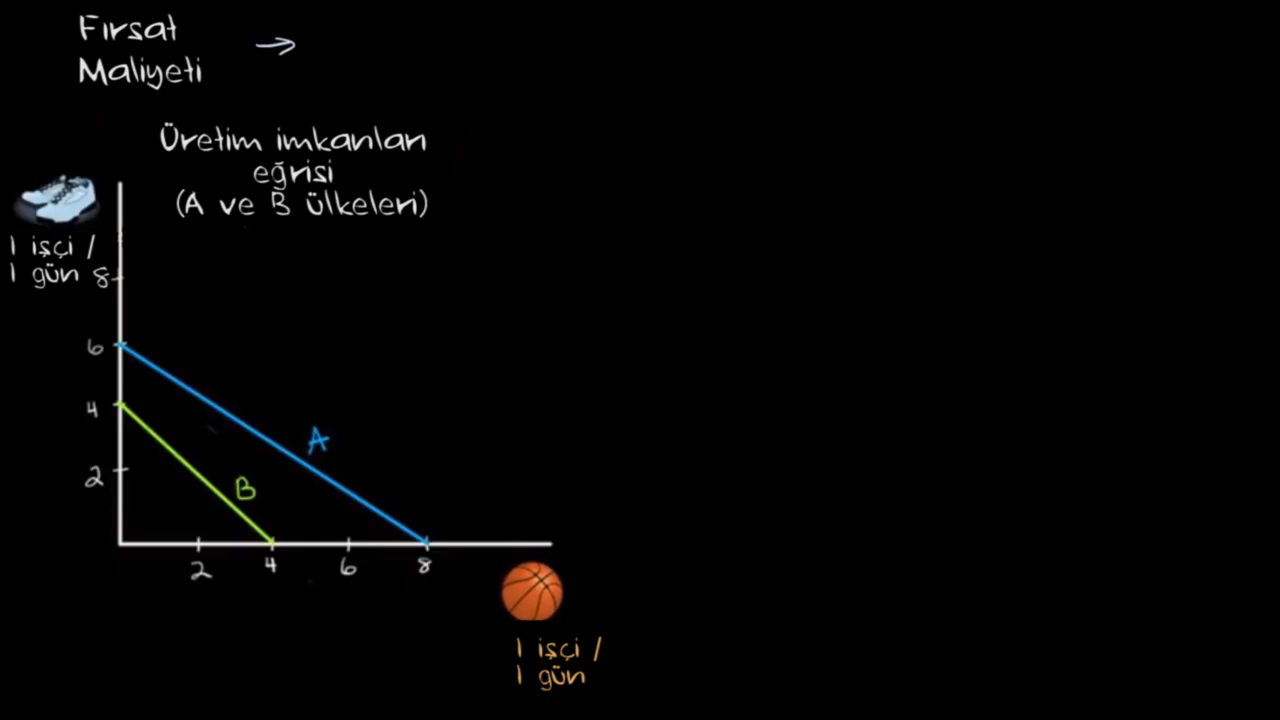 Fırsat
Maliyeti
Üretim imkanları
eğrisi
(A ve B ülkeleri)
1 işçi /
1 gün
8
6
4
2
A
B
2 4 6 8
1 işçi /
1 gün